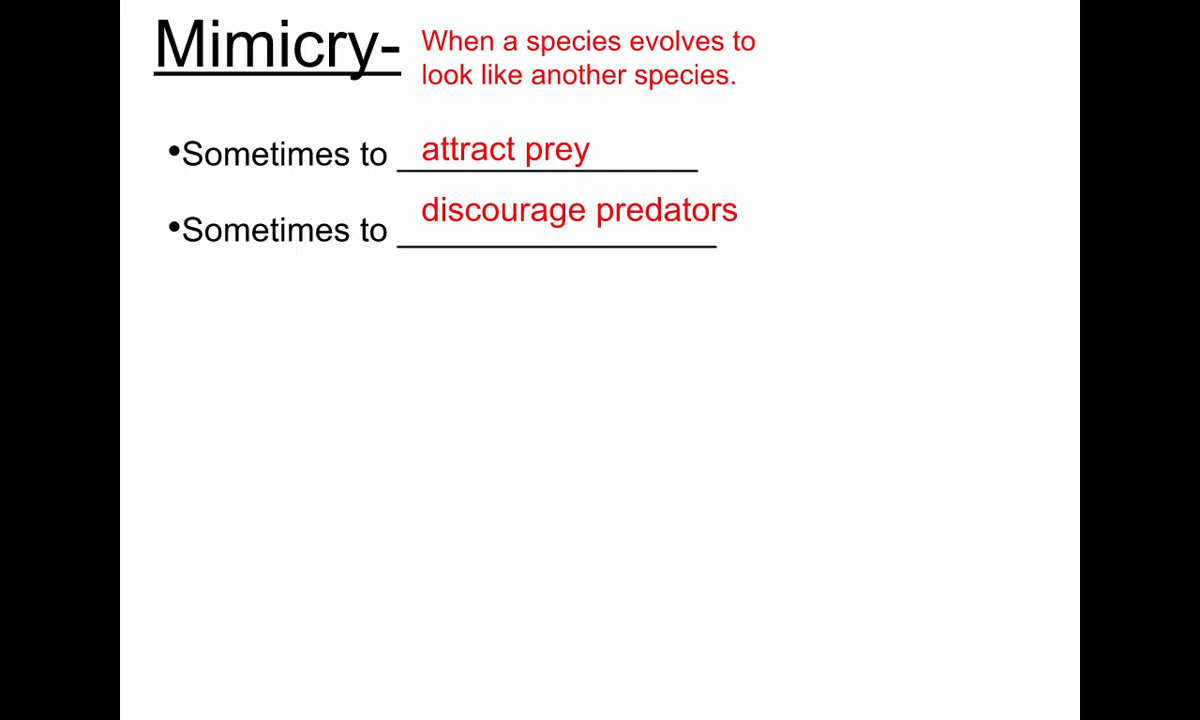 Mimicry- When a species evolves to
look like another species.
•Sometimes to attract prey
•Sometimes to discourage predators